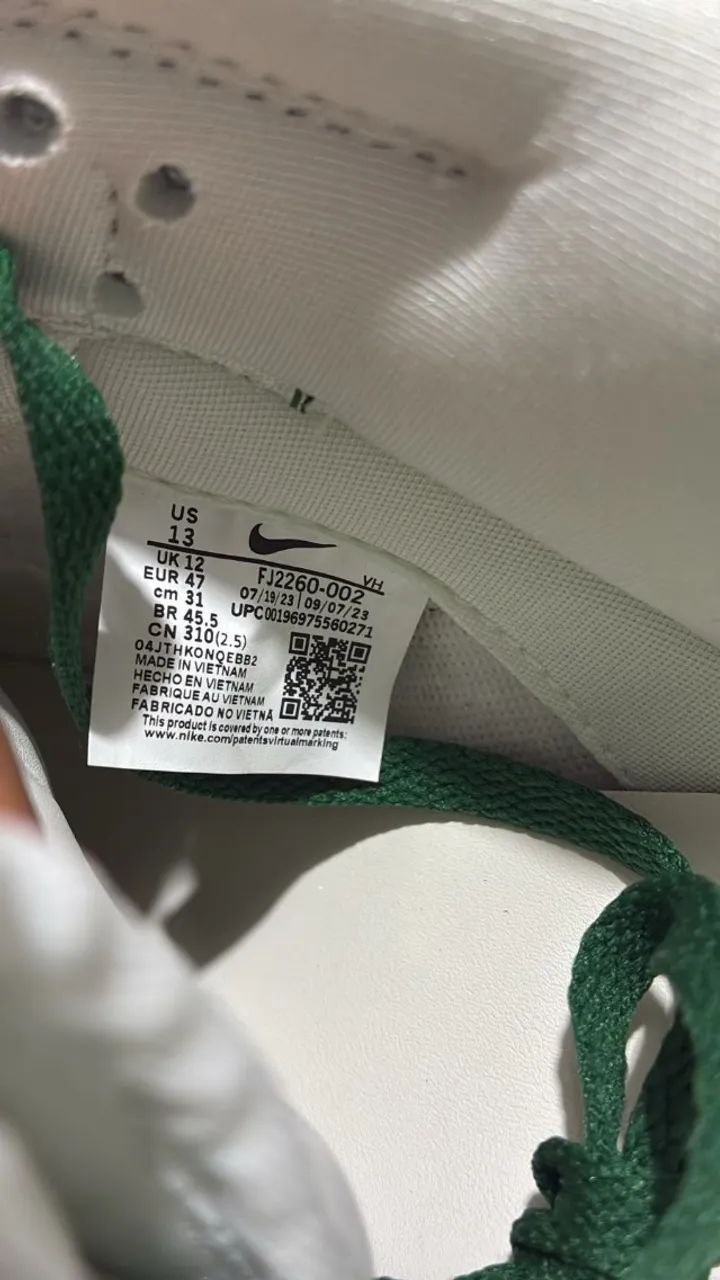 US
13
UK 12
EUR 47
cm 31
BR 45.5
CN 310(2.5)
VH
FJ2260-002
07/19/23 | 09/07/23
UPC00196975560271
04JTHKONQEBB2
MADE IN VIETNAM
HECHO EN VIETNAM
FABRIQUE AU VIETNAM
FABRICADO NO VIETNÃ
This product is covered by one or more patents:
www.nike.com/patentsvirtualmarking